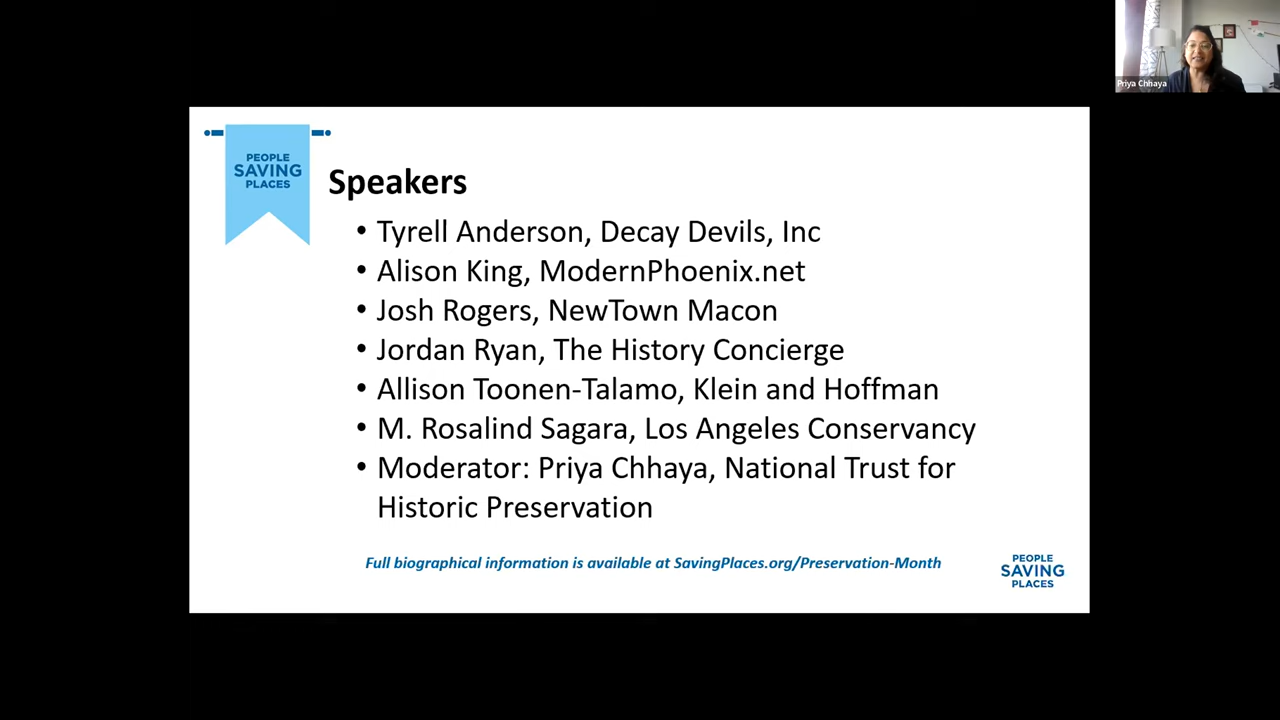 Priya Chhaya
PEOPLE
SAVING
PLACES
Speakers
• Tyrell Anderson, Decay Devils, Inc
• Alison King, ModernPhoenix.net
• Josh Rogers, NewTown Macon
• Jordan Ryan, The History Concierge
• Allison Toonen-Talamo, Klein and Hoffman
• M. Rosalind Sagara, Los Angeles Conservancy
• Moderator: Priya Chhaya, National Trust for
Historic Preservation
Full biographical information is available at SavingPlaces.org/Preservation-Month
PEOPLE
SAVING
PLACES